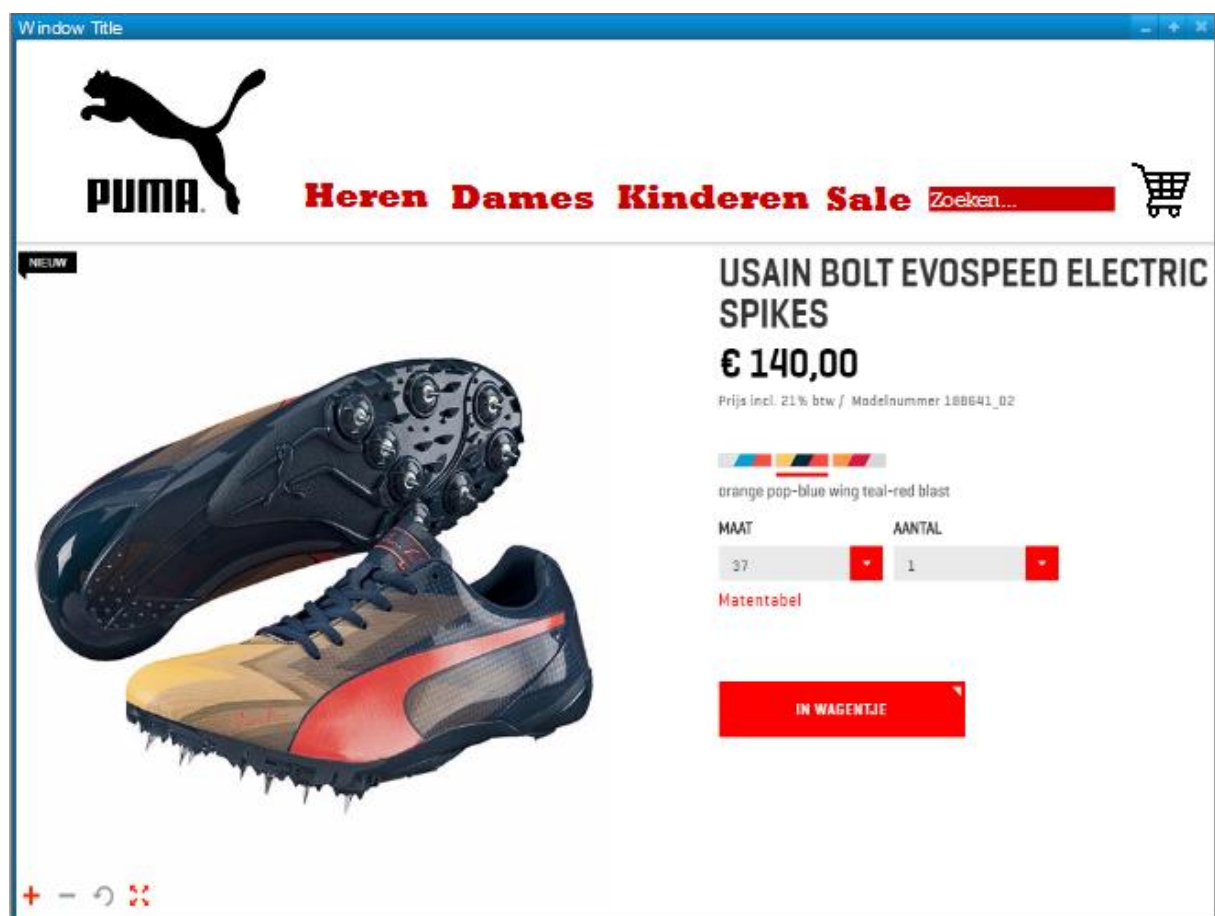 Window Title
PUMA
Heren Dames Kinderen Sale Zoeken...
NIEUW
USAIN BOLT EVOSPEED ELECTRIC
SPIKES
€ 140,00
Prijs incl. 21% btw / Modelnummer 188641_02
orange pop-blue wing teal-red blast
MAAT AANTAL
37 1
Matentabel
IN WAGENTJE